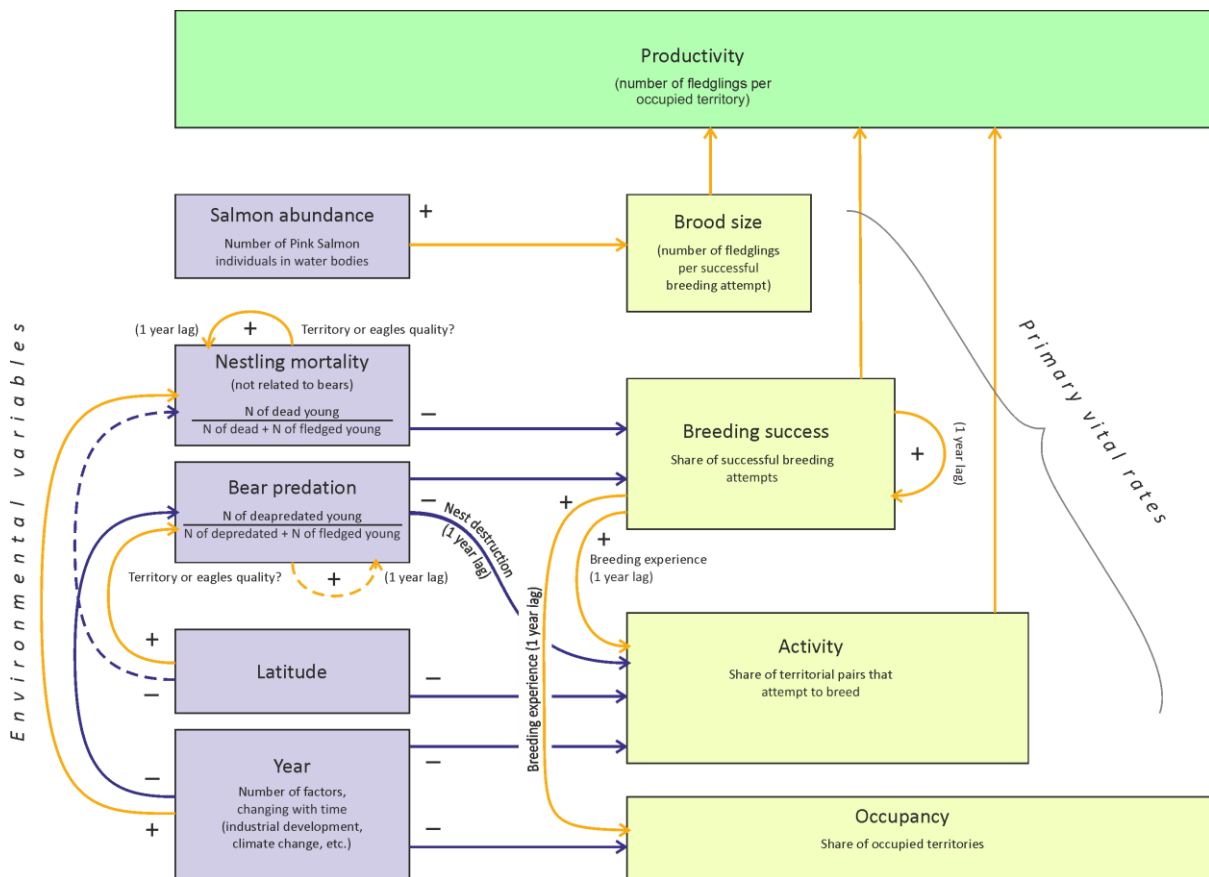 Productivity
(number of fledglings per
occupied territory)
Salmon abundance
Number of Pink Salmon
individuals in water bodies
+
Brood size
(number of fledglings
per successful
breeding attempt)
(1 year lag)
+
Territory or eagles quality?
Nestling mortality
(not related to bears)
N of dead young
N of dead + N of fledged young
−
Breeding success
Share of successful breeding
attempts
+
(1 year lag)
Bear predation
N of deapredated young
N of depredated + N of fledged young
−
Nest destruction
(1 year lag)
Territory or eagles quality?
+
(1 year lag)
+
+
Breeding experience
(1 year lag)
Breeding experience (1 year lag)
+
−
Latitude
−
Activity
Share of territorial pairs that
attempt to breed
−
+
Year
Number of factors,
changing with time
(industrial development,
climate change, etc.)
−
−
Occupancy
Share of occupied territories
Environmental variables
Primary vital rates